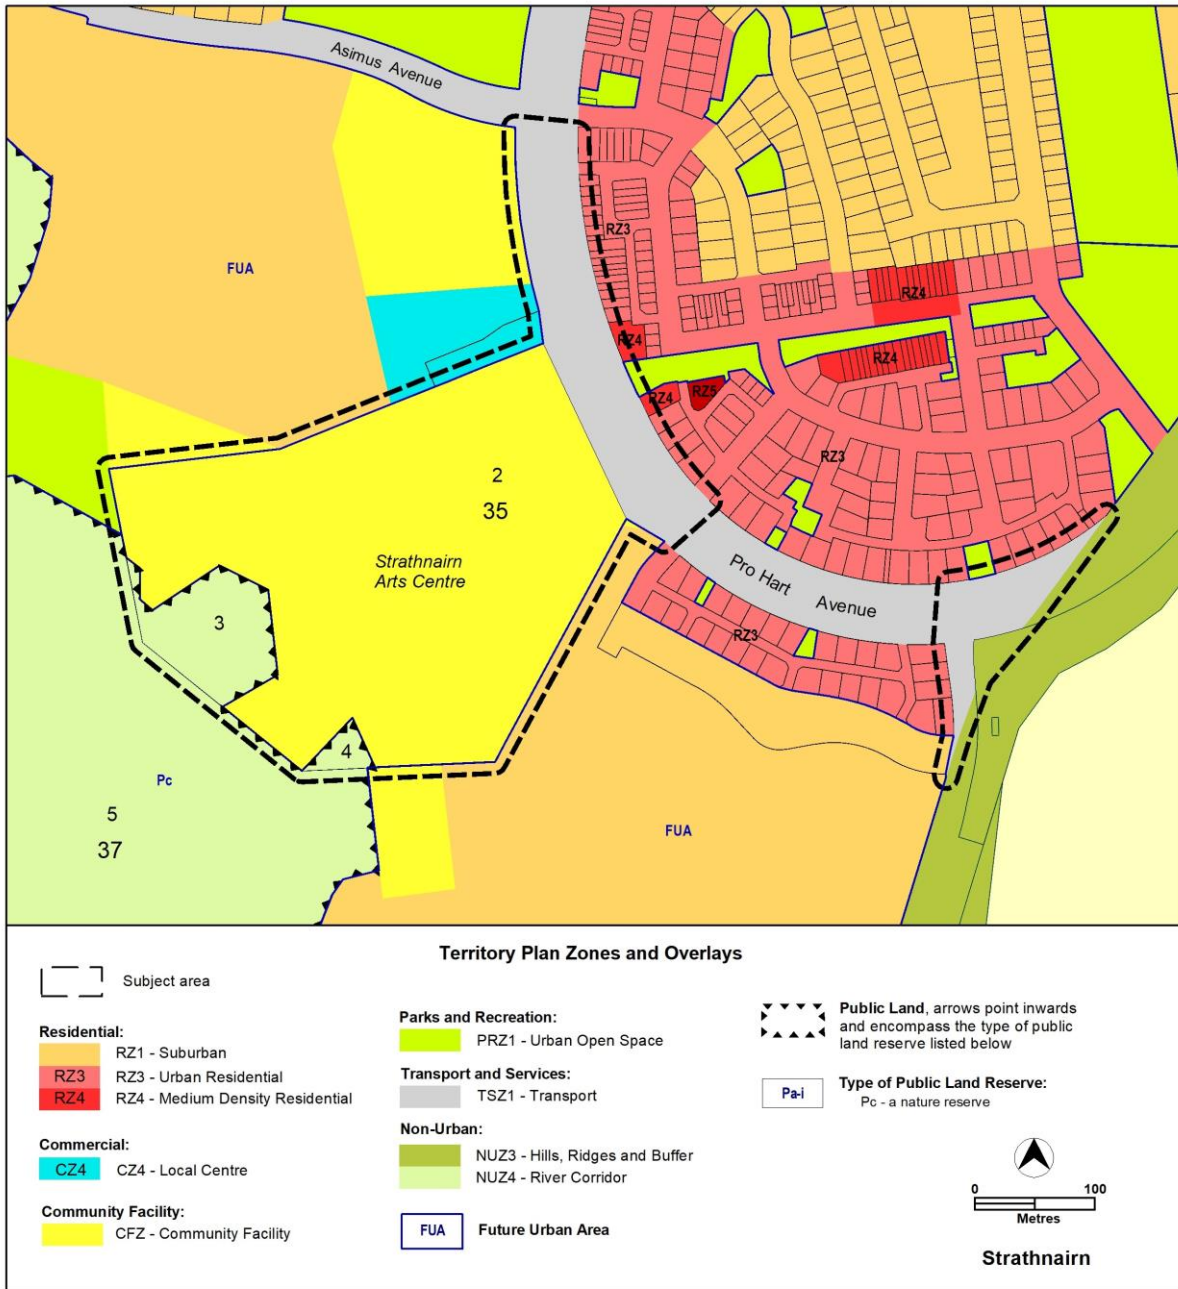 Asimus Avenue
FUA
RZ3
RZ4
RZ4
RZ4
RZ4
RZ5
RZ3
2
35
Strathnairn
Arts Centre
Pro Hart Avenue
RZ3
3
4
Pc
5
37
FUA
Territory Plan Zones and Overlays
Subject area
Residential:
RZ1 - Suburban
RZ3 RZ3 - Urban Residential
RZ4 RZ4 - Medium Density Residential
Commercial:
CZ4 CZ4 - Local Centre
Community Facility:
CFZ - Community Facility
Parks and Recreation:
PRZ1 - Urban Open Space
Transport and Services:
TSZ1 - Transport
Non-Urban:
NUZ3 - Hills, Ridges and Buffer
NUZ4 - River Corridor
FUA Future Urban Area
Public Land, arrows point inwards
and encompass the type of public
land reserve listed below
Pa-i Type of Public Land Reserve:
Pc - a nature reserve
0 100
Metres
Strathnairn